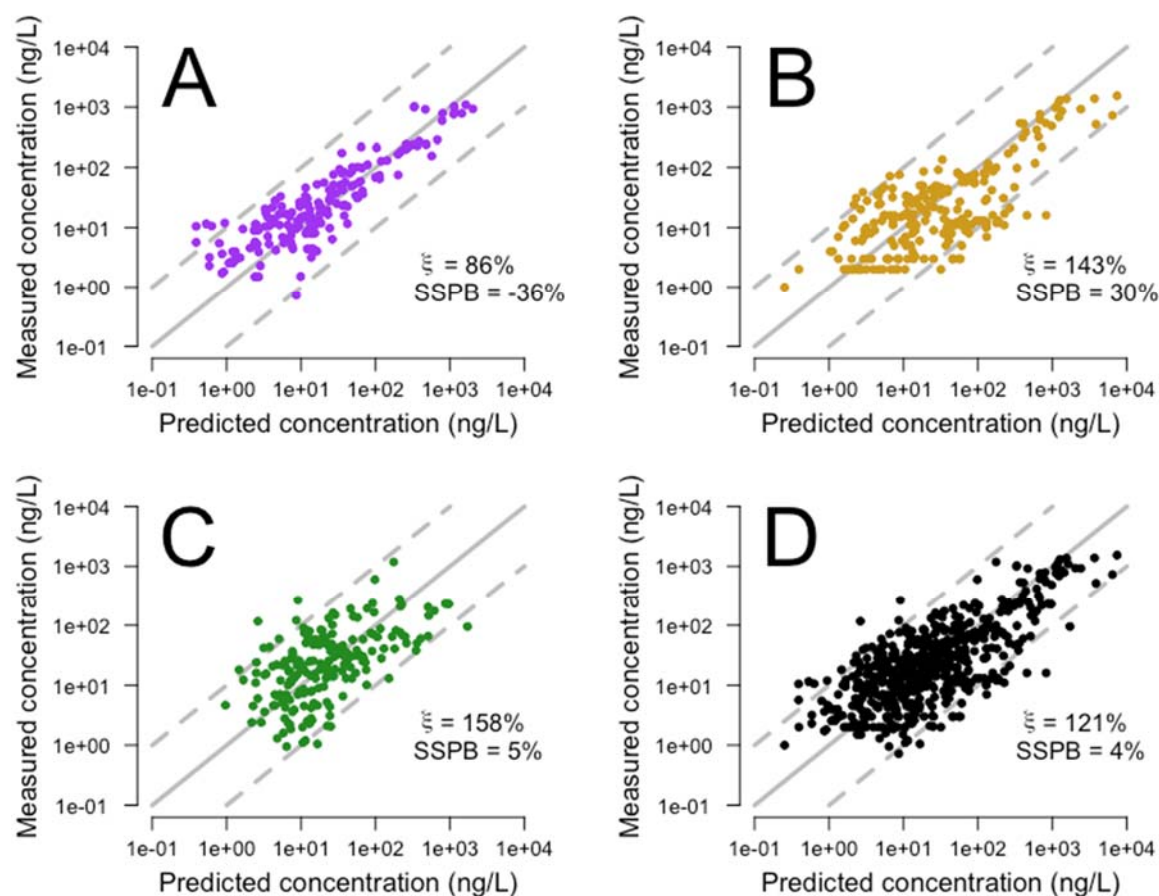 A
Measured concentration (ng/L)
1e+04
1e+03
1e+02
1e+01
1e+00
1e-01
ξ = 86%
SSPB = -36%
1e-01 1e+00 1e+01 1e+02 1e+03 1e+04
Predicted concentration (ng/L)
B
Measured concentration (ng/L)
1e+04
1e+03
1e+02
1e+01
1e+00
1e-01
ξ = 143%
SSPB = 30%
1e-01 1e+00 1e+01 1e+02 1e+03 1e+04
Predicted concentration (ng/L)
C
Measured concentration (ng/L)
1e+04
1e+03
1e+02
1e+01
1e+00
1e-01
ξ = 158%
SSPB = 5%
1e-01 1e+00 1e+01 1e+02 1e+03 1e+04
Predicted concentration (ng/L)
D
Measured concentration (ng/L)
1e+04
1e+03
1e+02
1e+01
1e+00
1e-01
ξ = 121%
SSPB = 4%
1e-01 1e+00 1e+01 1e+02 1e+03 1e+04
Predicted concentration (ng/L)